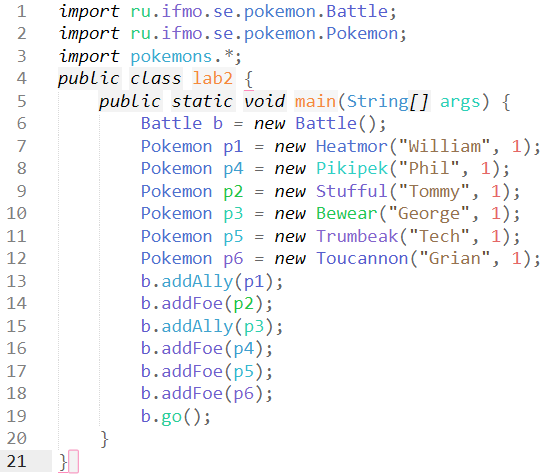 1 import ru.ifmo.se.pokemon.Battle;
2 import ru.ifmo.se.pokemon.Pokemon;
3 import pokemons.*;
4 public class lab2 {
5 public static void main(String[] args) {
6 Battle b = new Battle();
7 Pokemon p1 = new Heatmor("William", 1);
8 Pokemon p4 = new Pikipek("Phil", 1);
9 Pokemon p2 = new Stufful("Tommy", 1);
10 Pokemon p3 = new Bewear("George", 1);
11 Pokemon p5 = new Trumbeak("Tech", 1);
12 Pokemon p6 = new Toucannon("Grian", 1);
13 b.addAlly(p1);
14 b.addFoe(p2);
15 b.addAlly(p3);
16 b.addFoe(p4);
17 b.addFoe(p5);
18 b.addFoe(p6);
19 b.go();
20 }
21 }